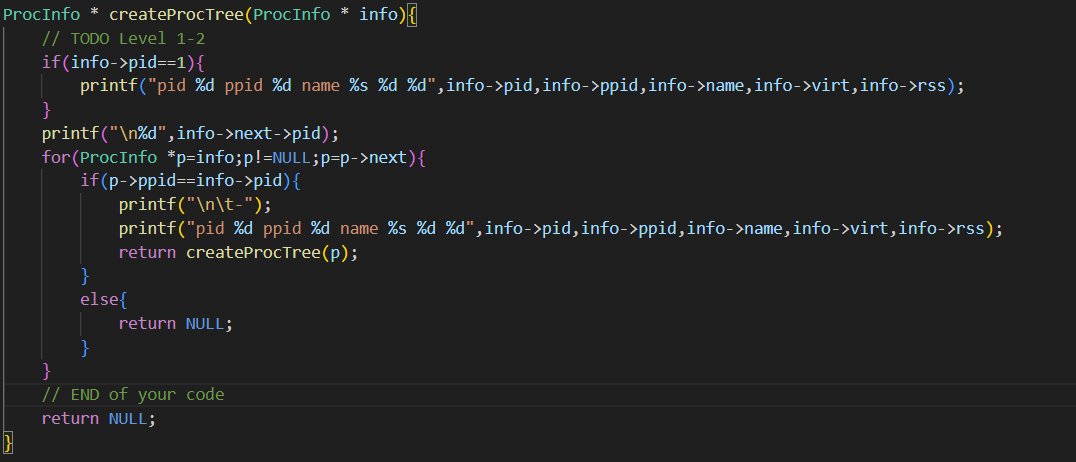 ProcInfo * createProcTree(ProcInfo * info){
    // TODO Level 1-2
    if(info->pid==1){
        printf("pid %d ppid %d name %s %d %d",info->pid,info->ppid,info->name,info->virt,info->rss);
    }
    printf("\n%d",info->next->pid);
    for(ProcInfo *p=info;p!=NULL;p=p->next){
        if(p->ppid==info->pid){
            printf("\n\t-");
            printf("pid %d ppid %d name %s %d %d",info->pid,info->ppid,info->name,info->virt,info->rss);
            return createProcTree(p);
        }
        else{
            return NULL;
        }
    }
    // END of your code
    return NULL;
}